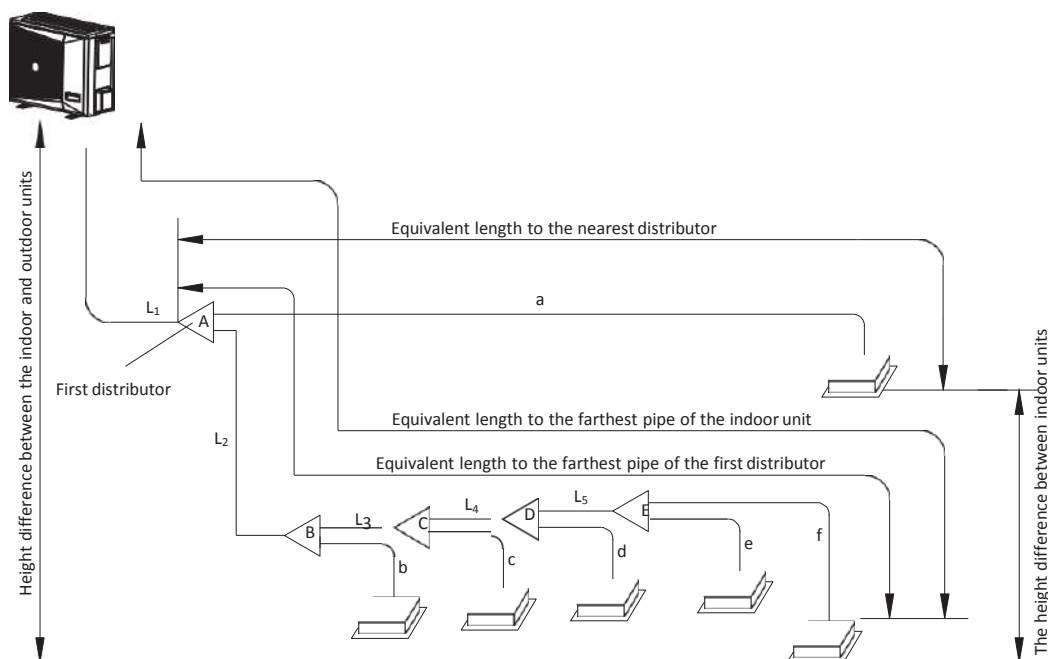 Height difference between the indoor and outdoor units
Equivalent length to the nearest distributor
a
L1
A
First distributor
The height difference between indoor units
Equivalent length to the farthest pipe of the indoor unit
L2
Equivalent length to the farthest pipe of the first distributor
L3
L4
L5
B
C
D
E
b
c
d
e
f